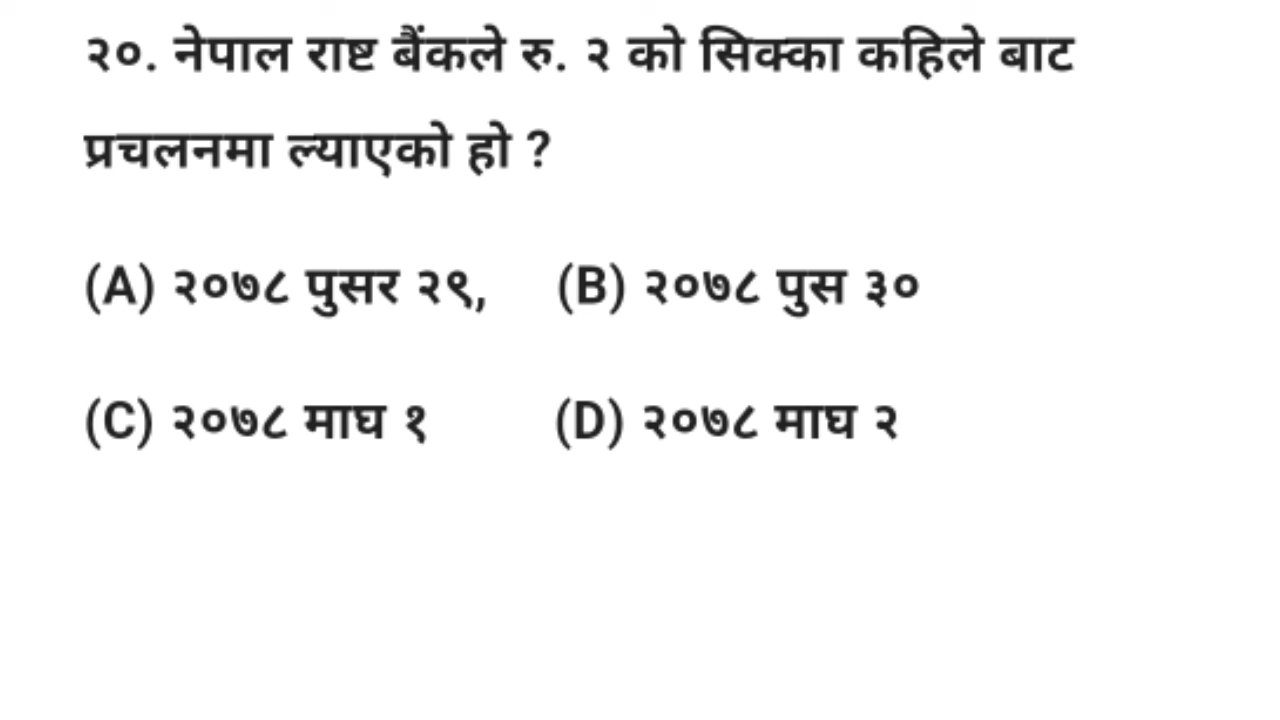 २०. नेपाल राष्ट बैंकले रु. २ को सिक्का कहिले बाट
प्रचलनमा ल्याएको हो ?
(A) २०७८ पुसर २९, (B) २०७८ पुस ३०
(C) २०७८ माघ १ (D) २०७८ माघ २